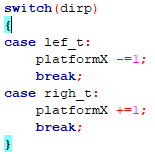 switch(dirp)
{
case lef_t:
platformX -=1;
break;
case righ_t:
platformX +=1;
break;
}